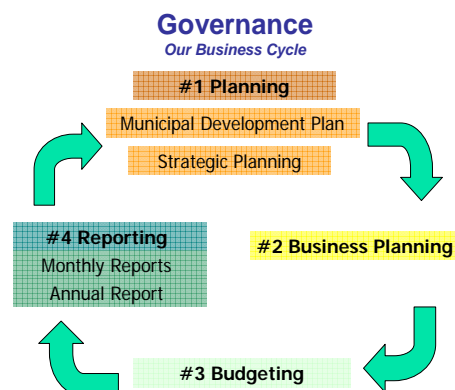 Governance
Our Business Cycle
#1 Planning
Municipal Development Plan
Strategic Planning
#2 Business Planning
#3 Budgeting
#4 Reporting
Monthly Reports
Annual Report